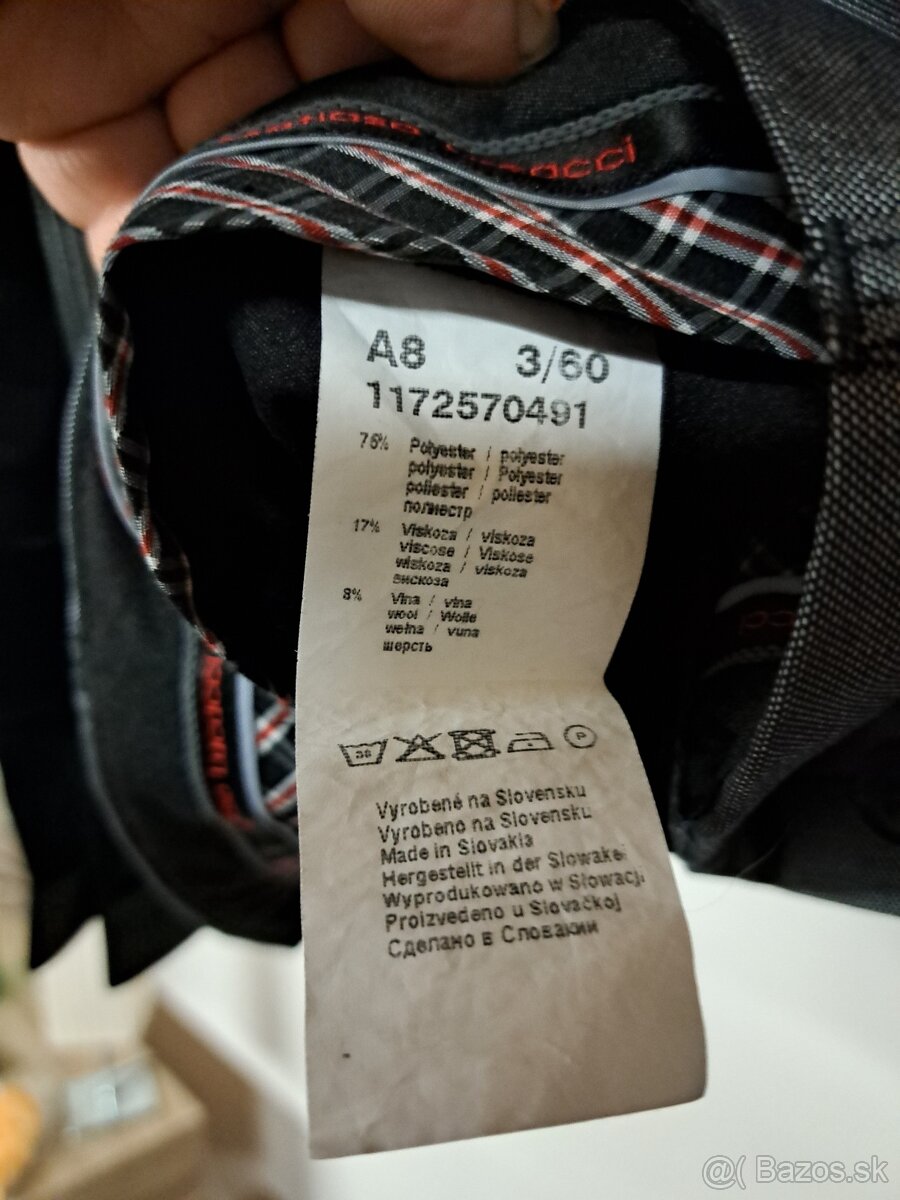 A8 3/60
1172570491
75% Polyester / polyester
polyester / Polyester
poliester / poliester
полиестр
17% Viskoza / viskoza
viscose / Viskose
wiskoza / viskoza
вискоза
8% Vlna / vlna
wool / Wolle
wełna / vuna
шерсть
P
Vyrobené na Slovensku
Vyrobeno na Slovensku
Made in Slovakia
Hergestellt in der Slowakei
Wyprodukowano w Słowacji
Proizvedeno u Slovačkoj
Сделано в Словакии
@( Bazos.sk